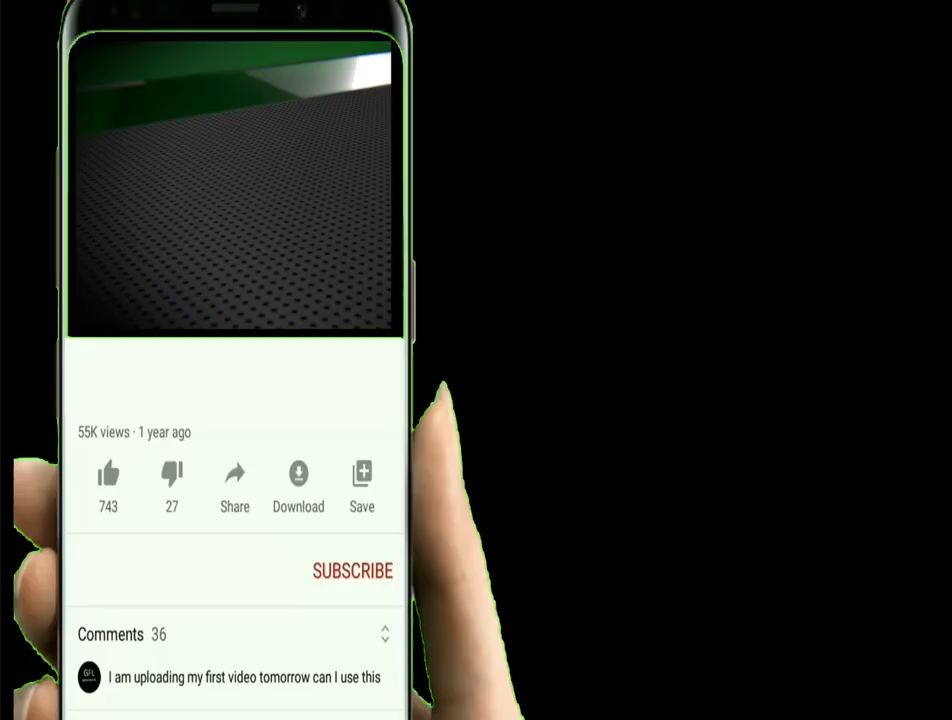 55K views · 1 year ago
743
27
Share
Download
Save
SUBSCRIBE
Comments 36
GFL
I am uploading my first video tomorrow can I use this